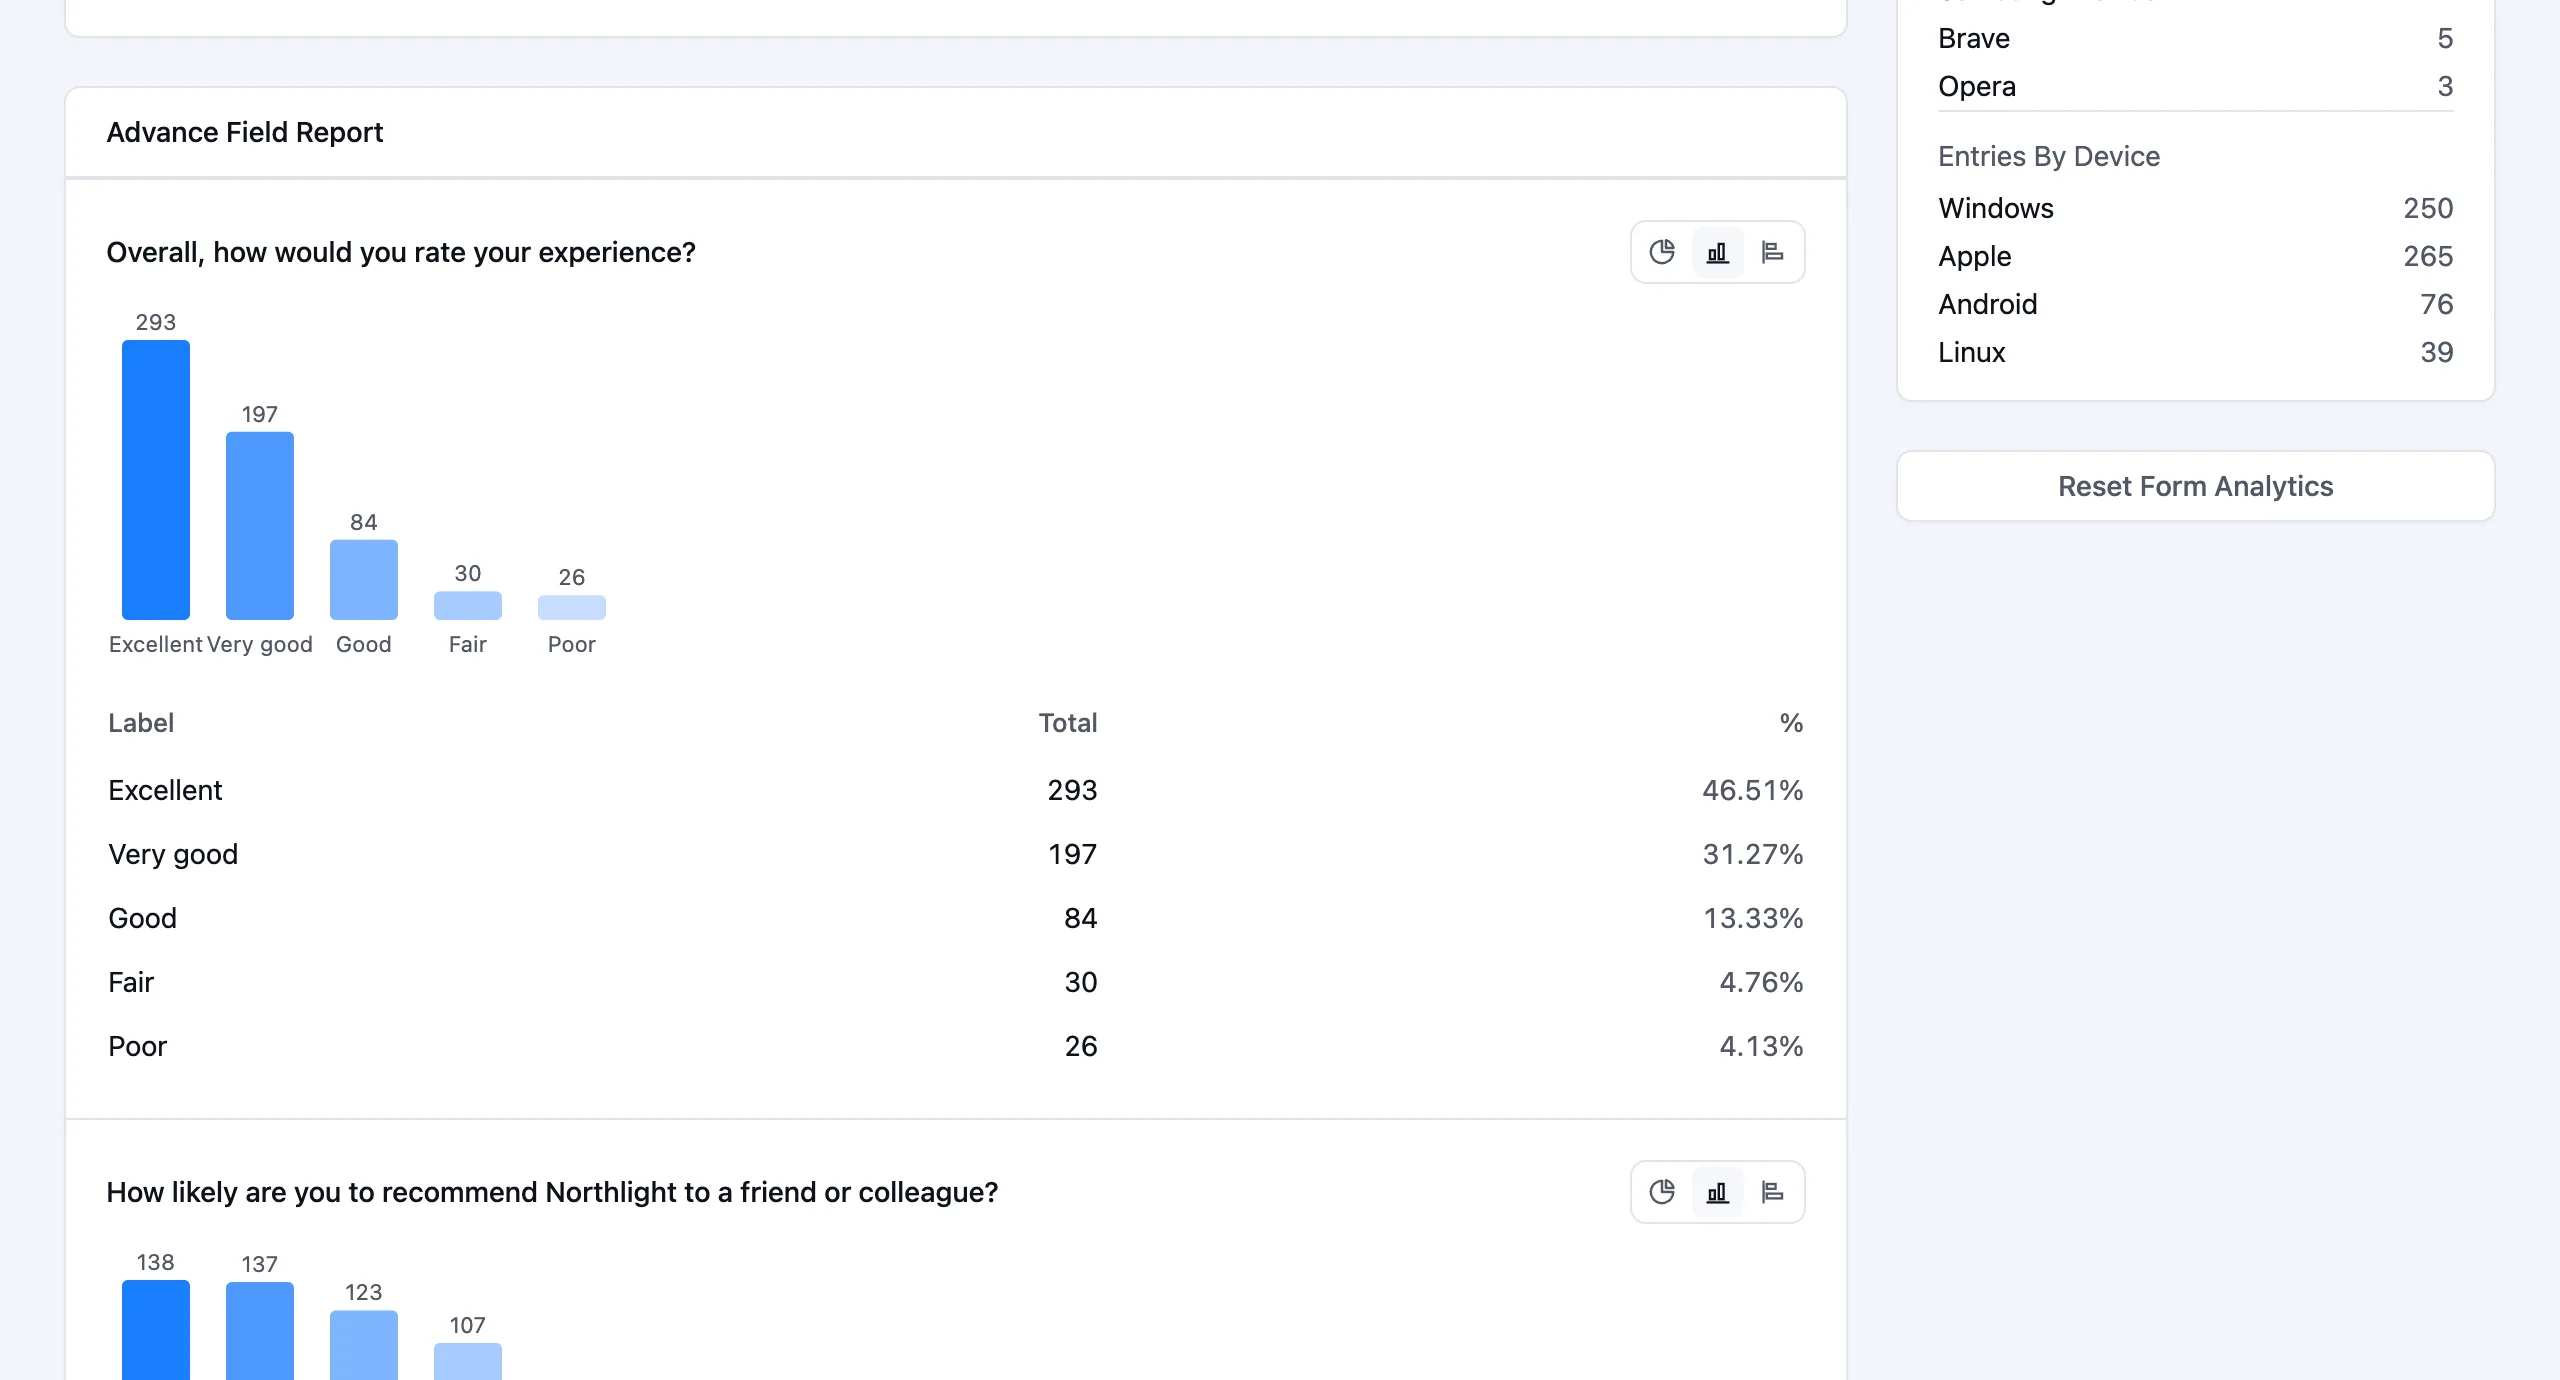 Advance Field Report
Overall, how would you rate your experience?
293
197
84
30
26
Excellent Very good Good Fair Poor
Label Total %
Excellent 293 46.51%
Very good 197 31.27%
Good 84 13.33%
Fair 30 4.76%
Poor 26 4.13%
How likely are you to recommend Northlight to a friend or colleague?
138
137
123
107
Brave 5
Opera 3
Entries By Device
Windows 250
Apple 265
Android 76
Linux 39
Reset Form Analytics